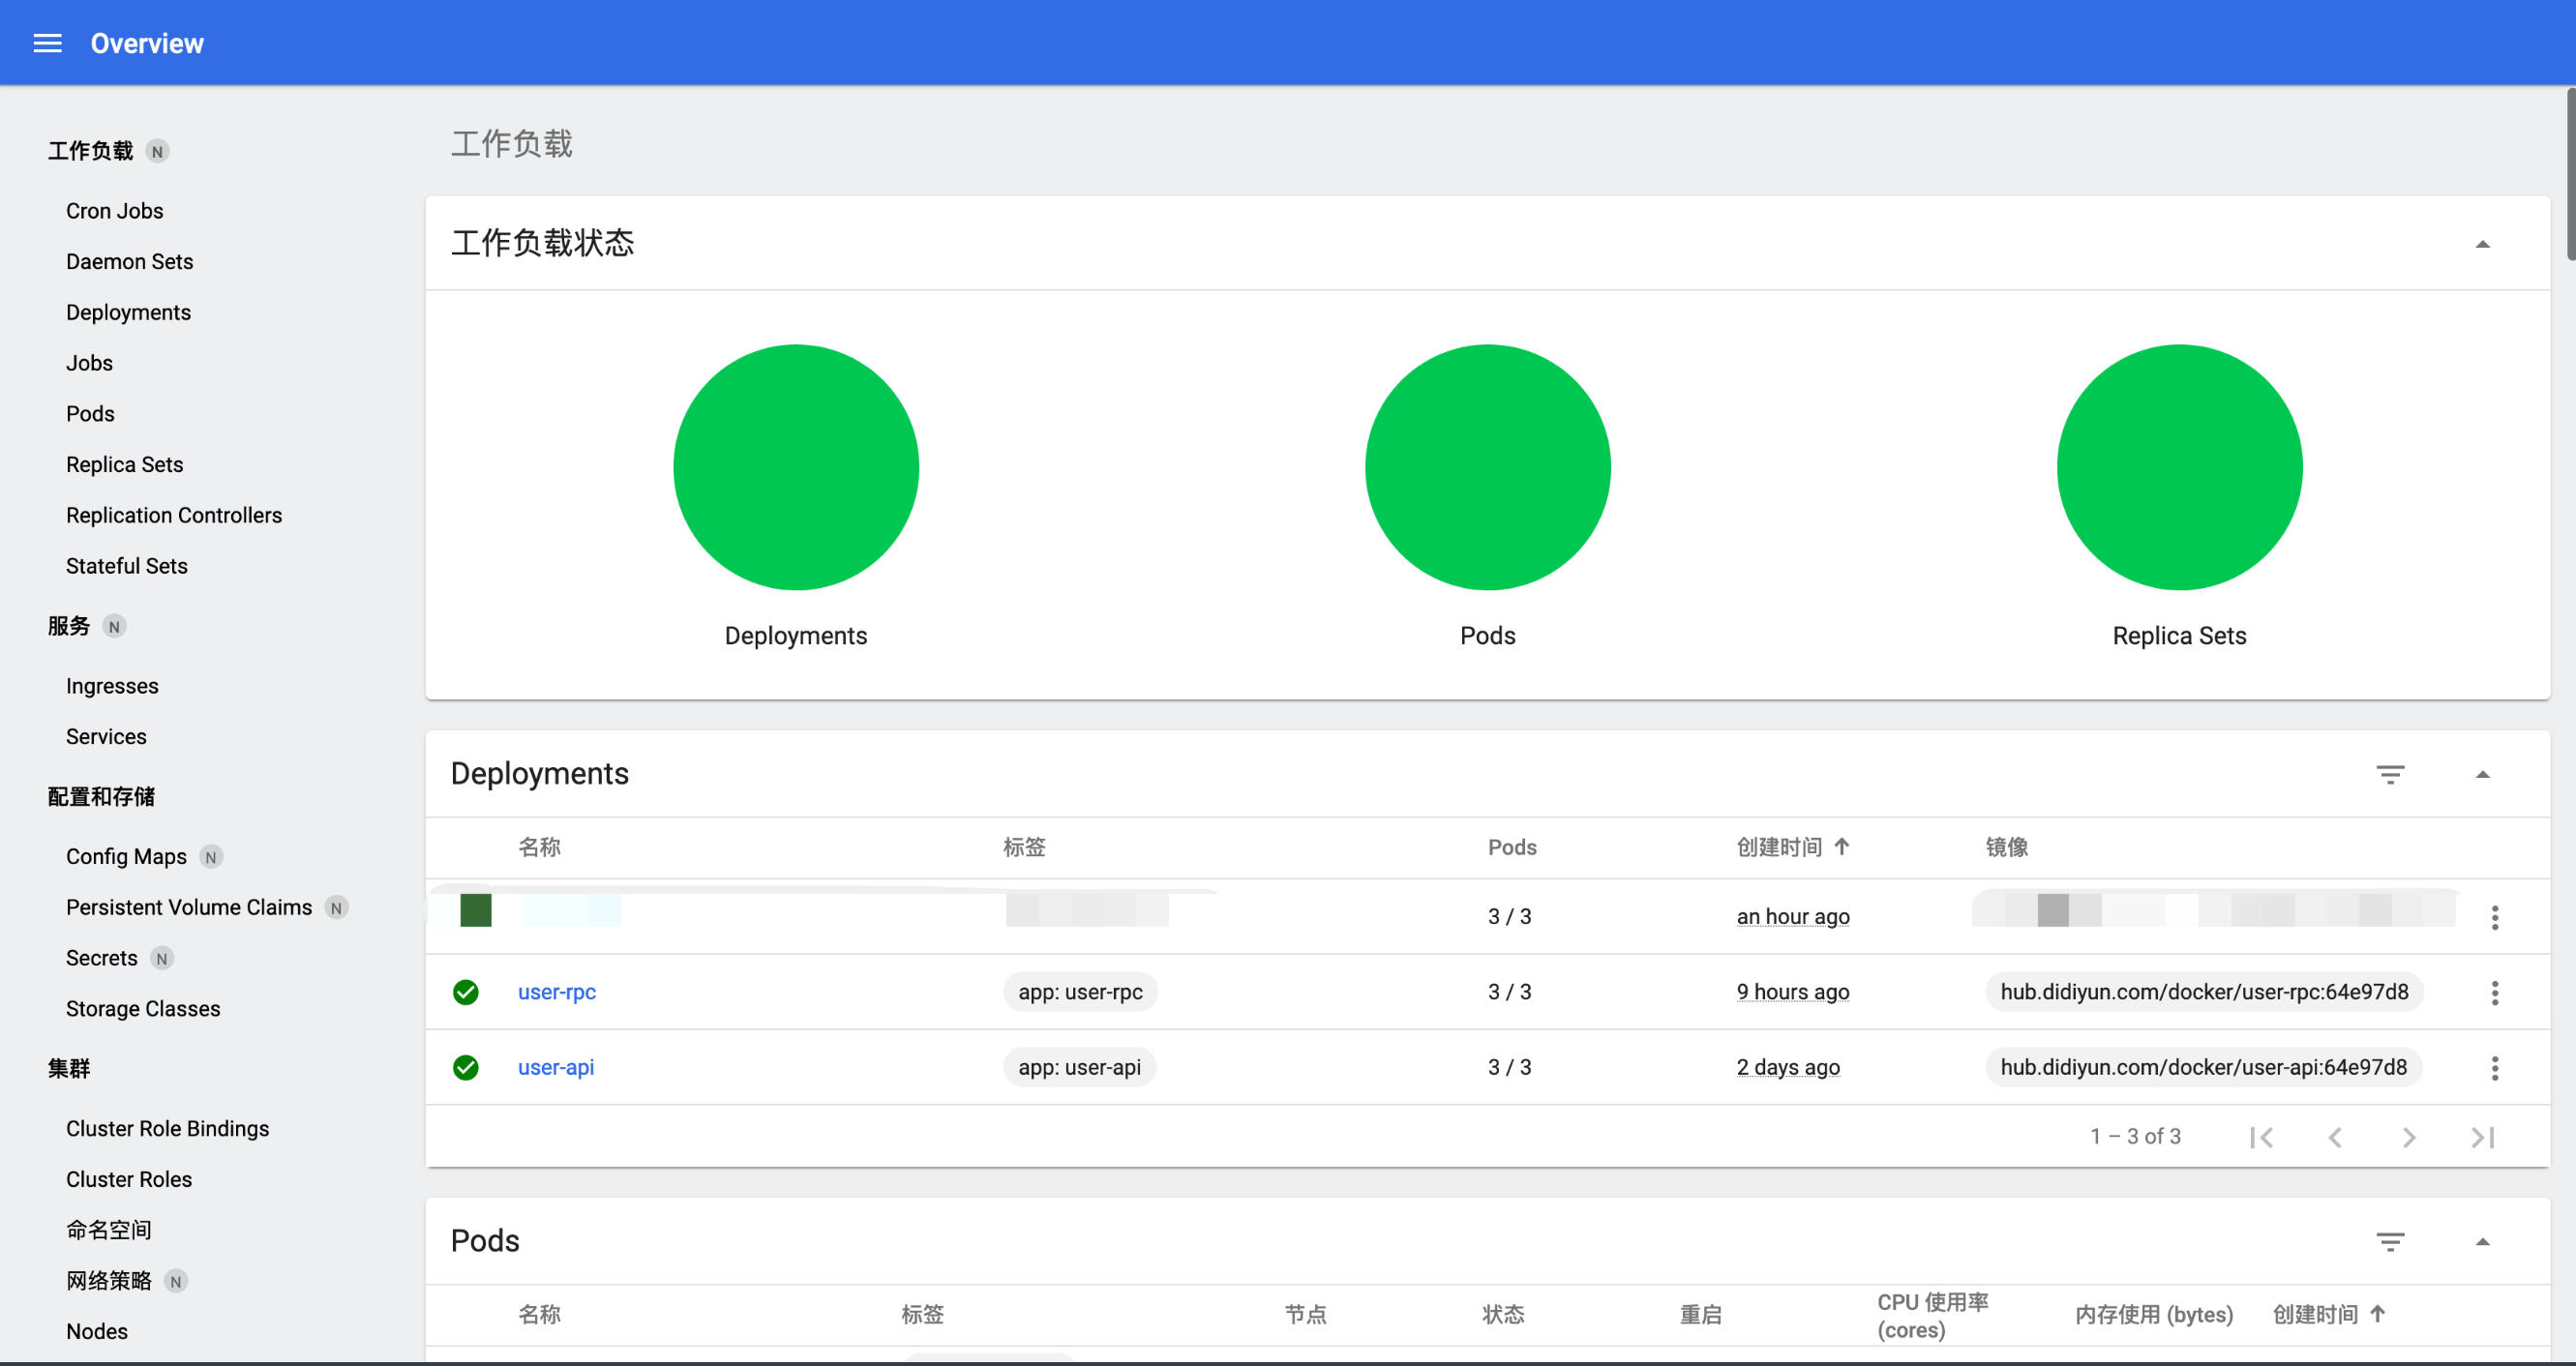 Overview
工作负载 N
Cron Jobs
Daemon Sets
Deployments
Jobs
Pods
Replica Sets
Replication Controllers
Stateful Sets
服务 N
Ingresses
Services
配置和存储
Config Maps N
Persistent Volume Claims N
Secrets N
Storage Classes
集群
Cluster Role Bindings
Cluster Roles
命名空间
网络策略 N
Nodes
工作负载
工作负载状态
Deployments
Pods
Replica Sets
Deployments
名称 标签 Pods 创建时间 镜像
3 / 3 an hour ago
user-rpc app: user-rpc 3 / 3 9 hours ago hub.didiyun.com/docker/user-rpc:64e97d8
user-api app: user-api 3 / 3 2 days ago hub.didiyun.com/docker/user-api:64e97d8
1 – 3 of 3
Pods
名称 标签 节点 状态 重启 CPU 使用率 (cores) 内存使用 (bytes) 创建时间